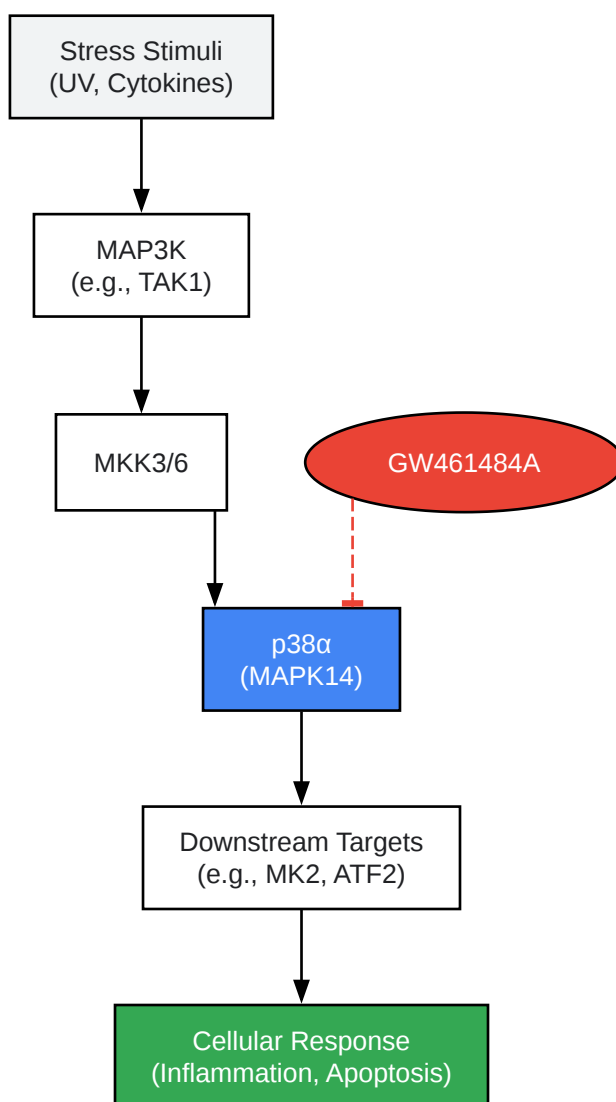 Stress Stimuli
(UV, Cytokines)
MAP3K
(e.g., TAK1)
MKK3/6
GW461484A
p38α
(MAPK14)
Downstream Targets
(e.g., MK2, ATF2)
Cellular Response
(Inflammation, Apoptosis)